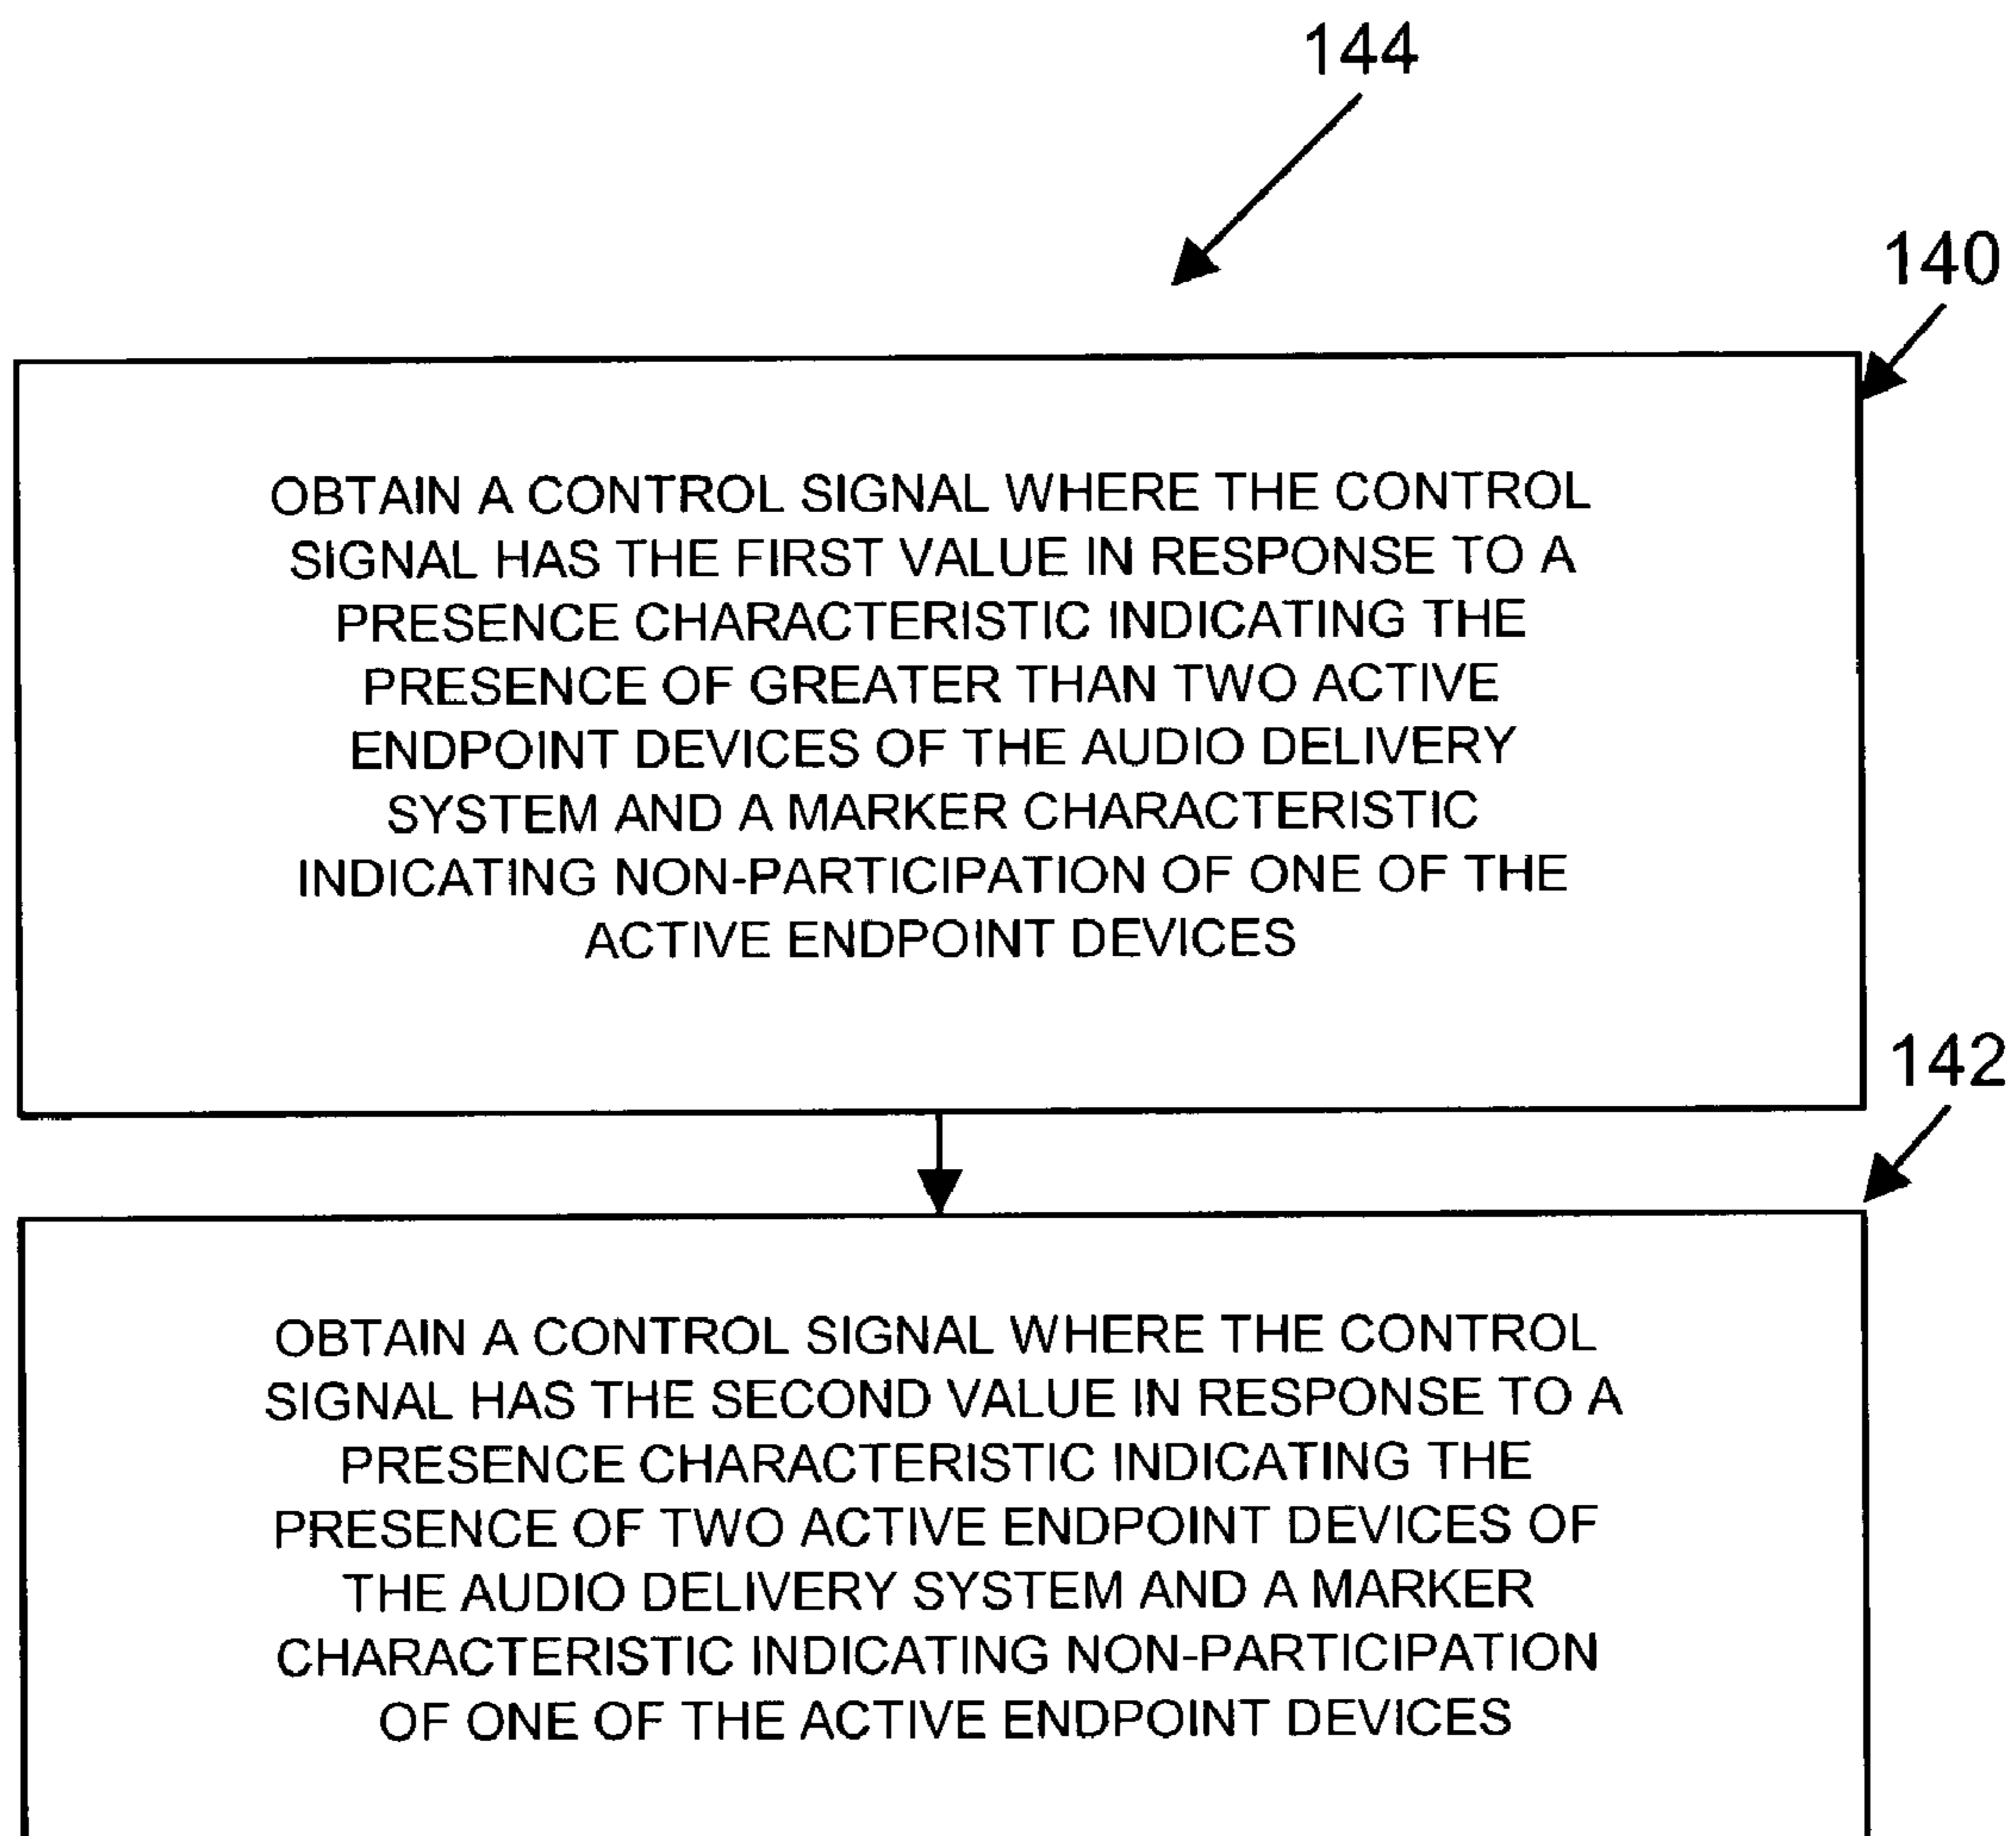 144
140
OBTAIN A CONTROL SIGNAL WHERE THE CONTROL
SIGNAL HAS THE FIRST VALUE IN RESPONSE TO A
PRESENCE CHARACTERISTIC INDICATING THE
PRESENCE OF GREATER THAN TWO ACTIVE
ENDPOINT DEVICES OF THE AUDIO DELIVERY
SYSTEM AND A MARKER CHARACTERISTIC
INDICATING NON-PARTICIPATION OF ONE OF THE
ACTIVE ENDPOINT DEVICES
142
OBTAIN A CONTROL SIGNAL WHERE THE CONTROL
SIGNAL HAS THE SECOND VALUE IN RESPONSE TO A
PRESENCE CHARACTERISTIC INDICATING THE
PRESENCE OF TWO ACTIVE ENDPOINT DEVICES OF
THE AUDIO DELIVERY SYSTEM AND A MARKER
CHARACTERISTIC INDICATING NON-PARTICIPATION
OF ONE OF THE ACTIVE ENDPOINT DEVICES